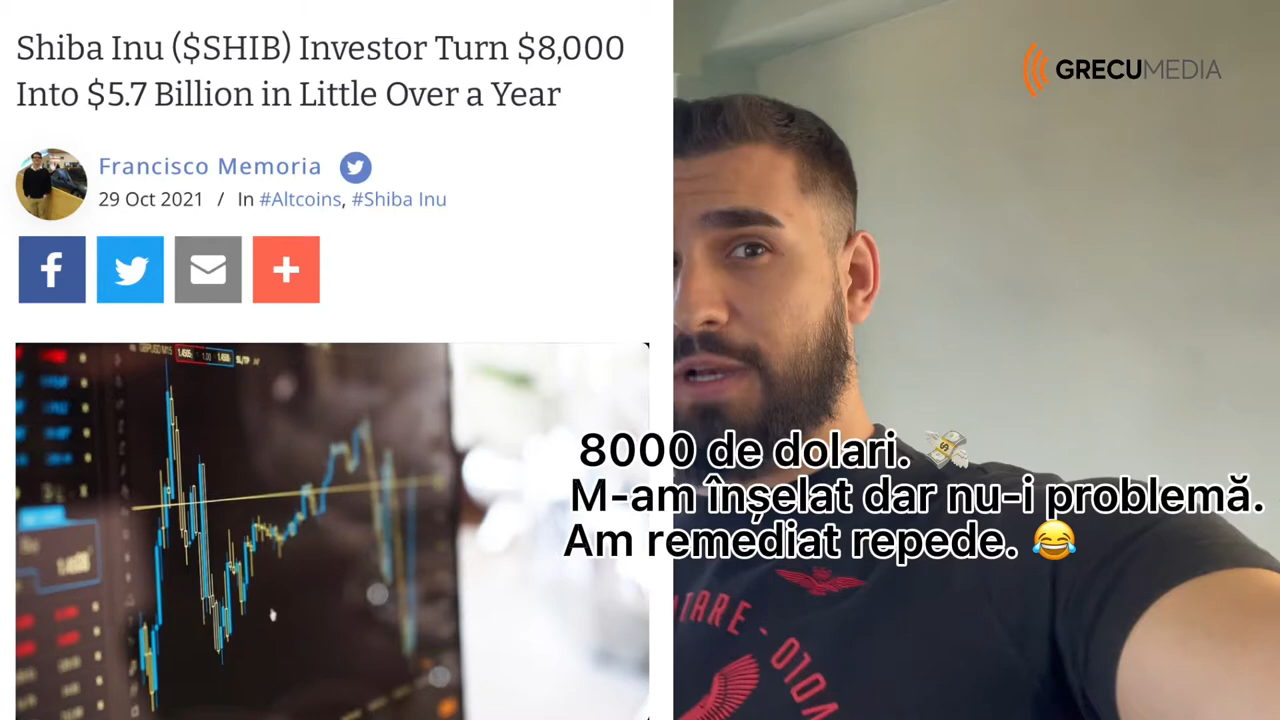 Shiba Inu ($SHIB) Investor Turn $8,000
Into $5.7 Billion in Little Over a Year
Francisco Memoria
29 Oct 2021 / In #Altcoins, #Shiba Inu
GRECUMEDIA
8000 de dolari. 💸
M-am înșelat dar nu-i problemă.
Am remediat repede. 😂